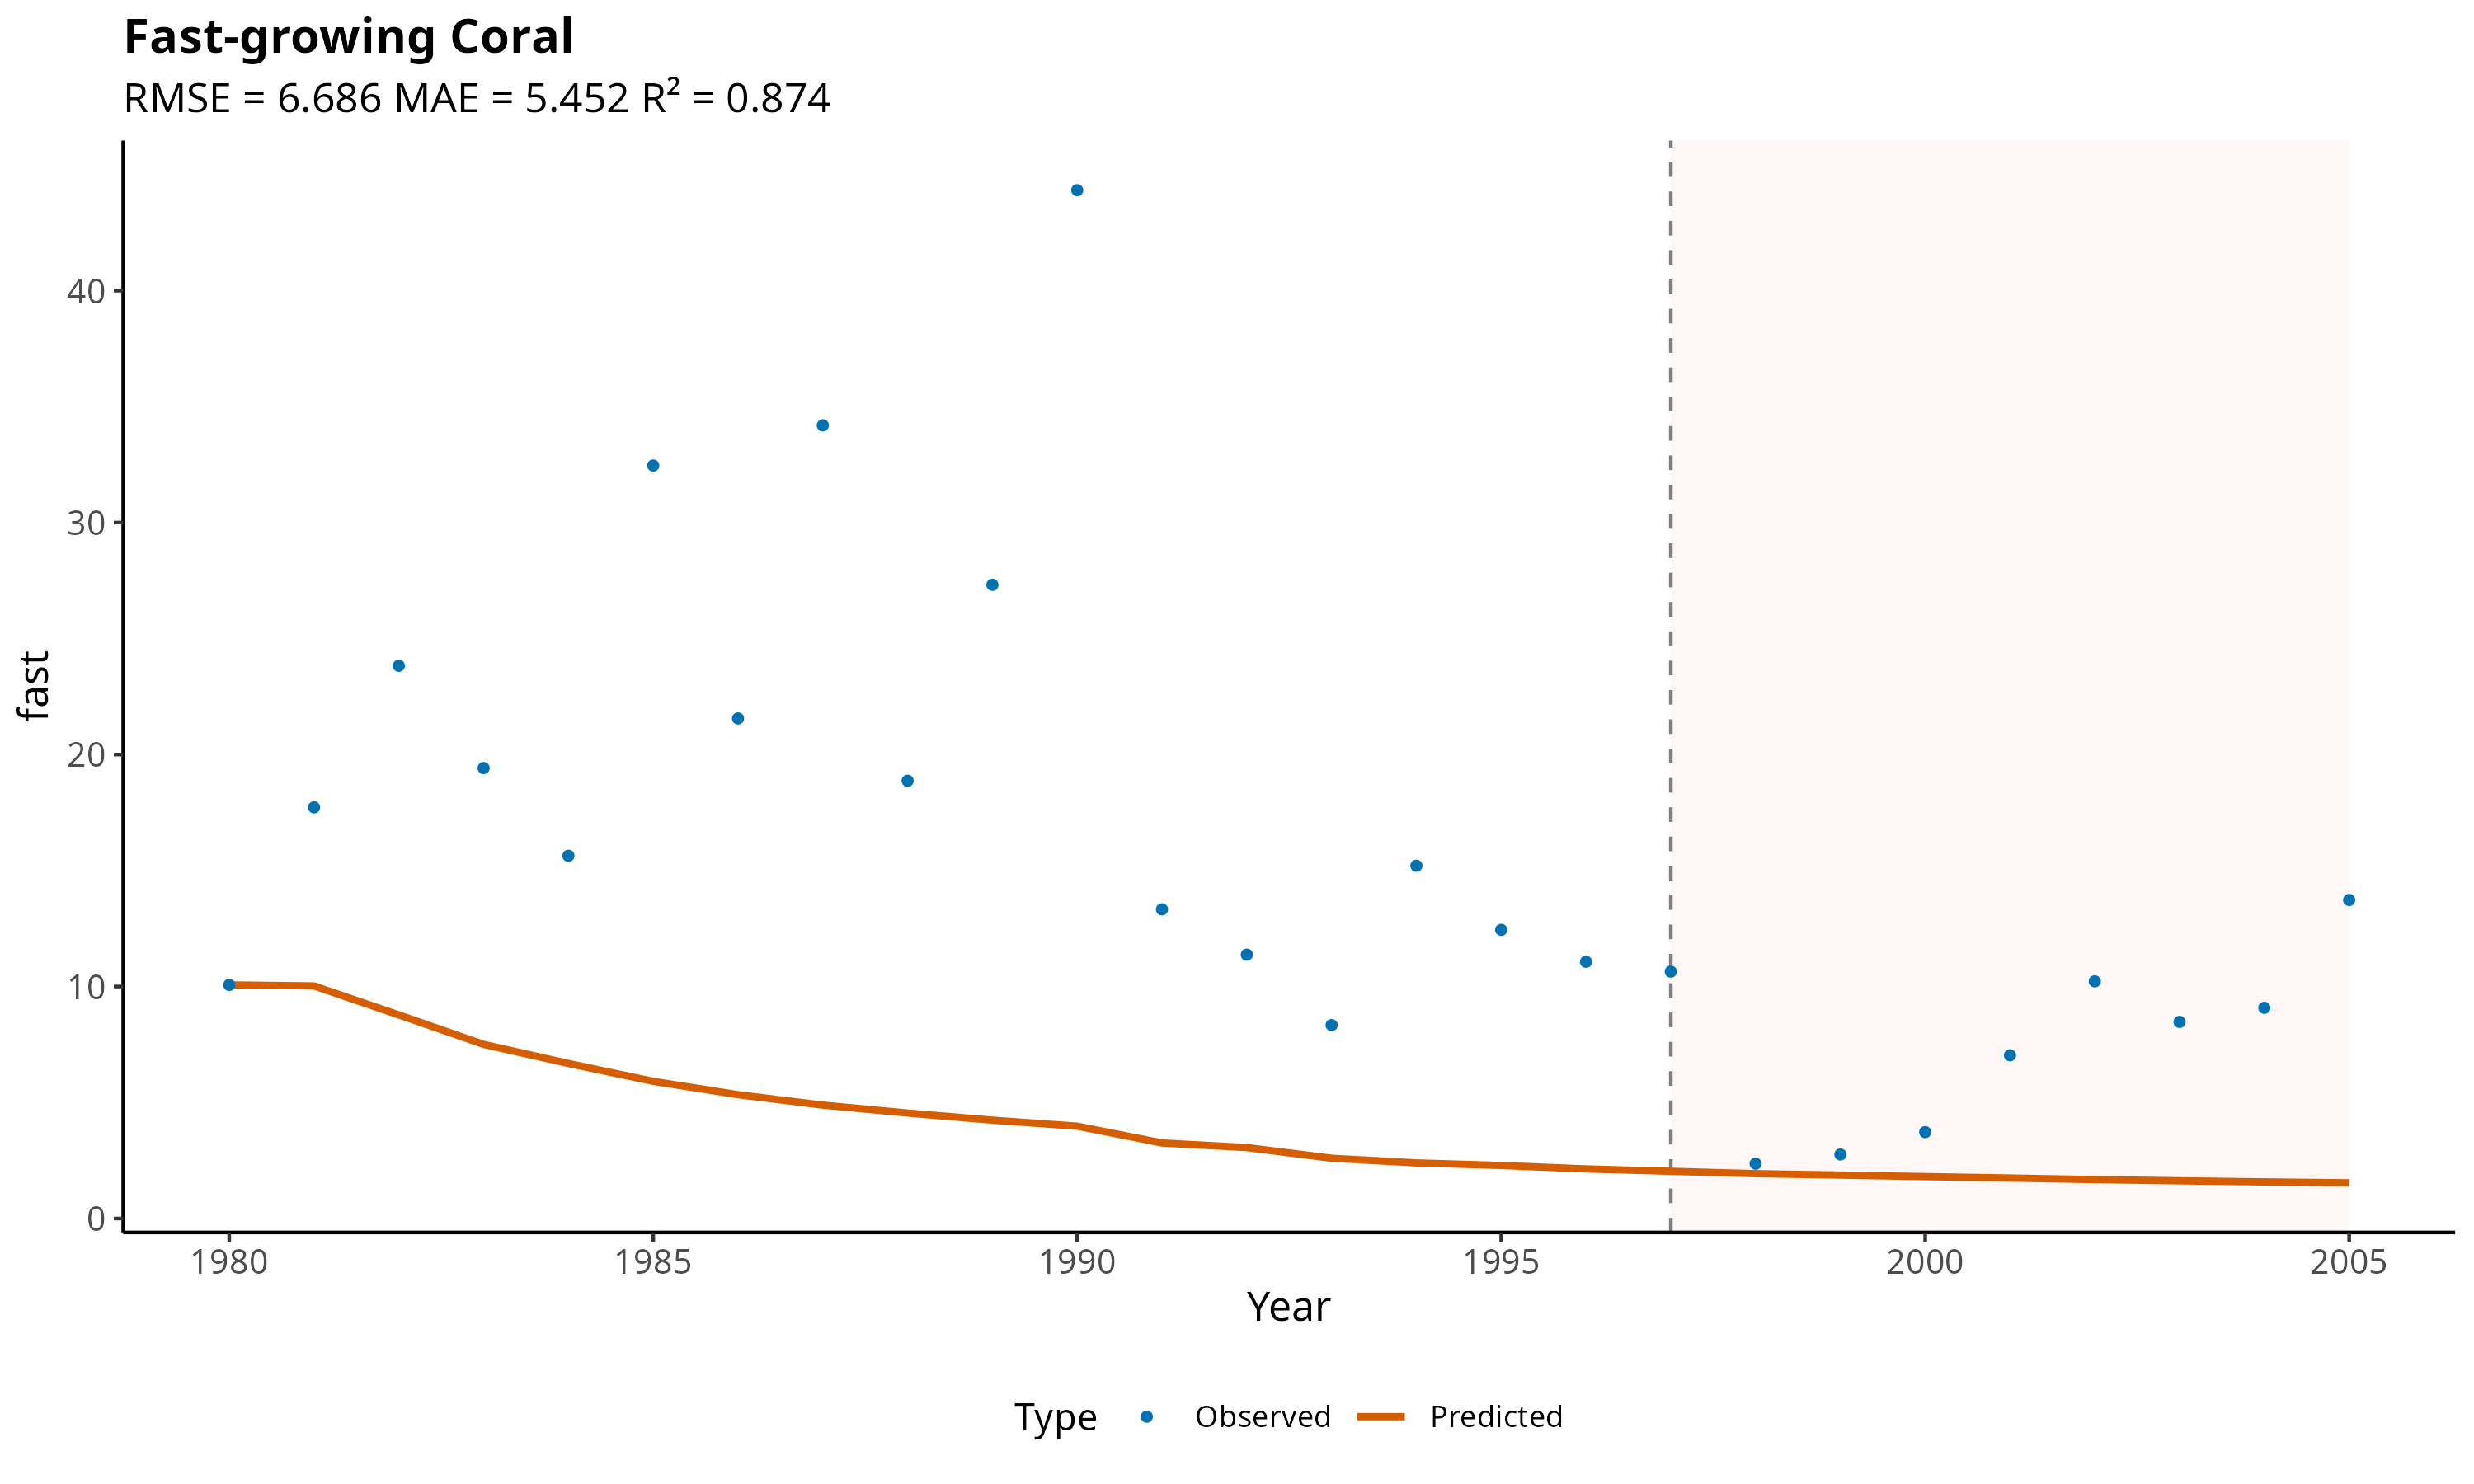 Fast-growing Coral
RMSE = 6.686 MAE = 5.452 R² = 0.874
fast
40
30
20
10
0
1980 1985 1990 1995 2000 2005
Year
Type Observed Predicted